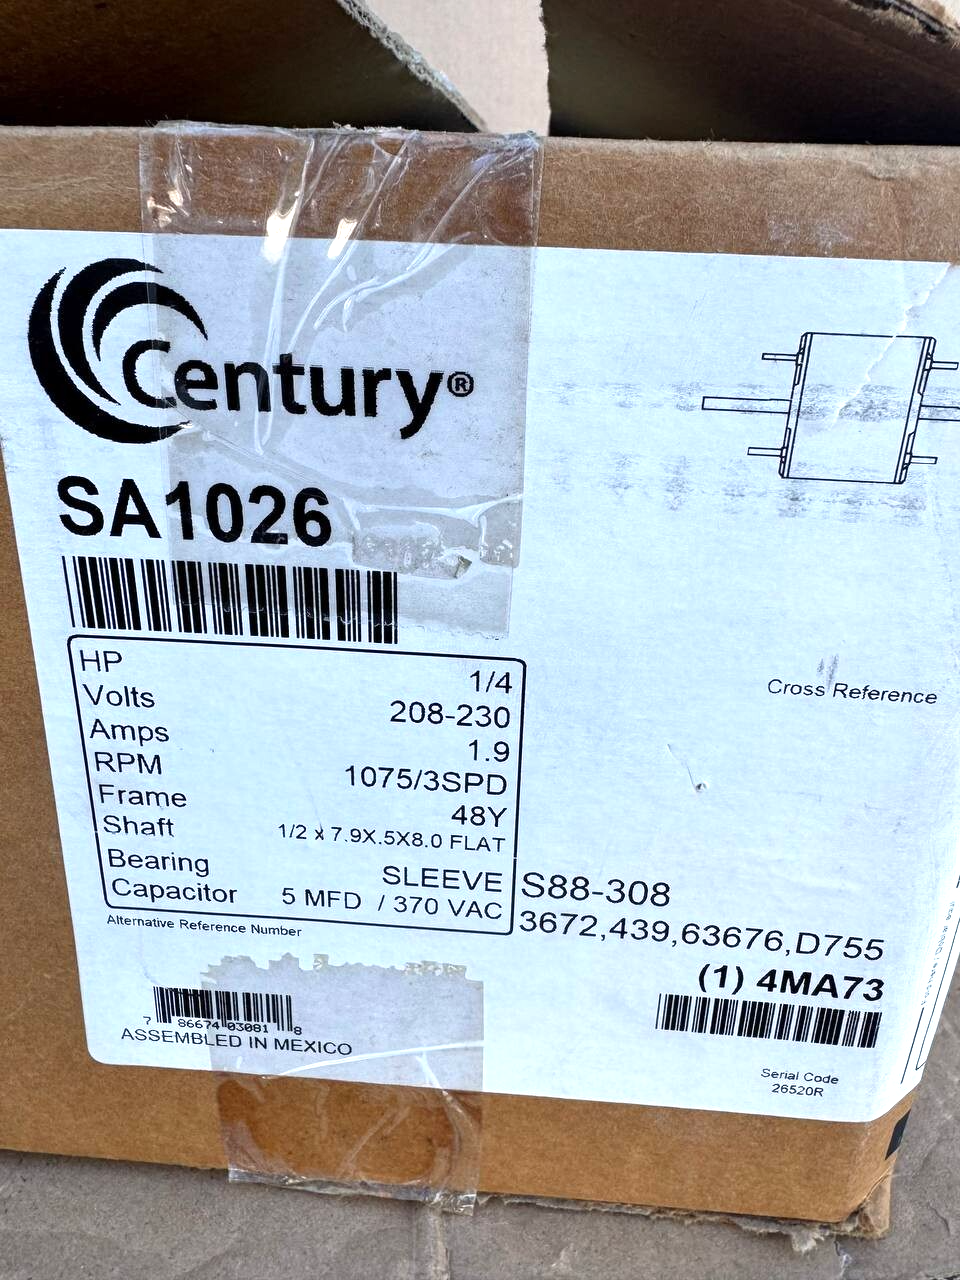 Century®
SA1026
HP 1/4
Volts 208-230
Amps 1.9
RPM 1075/3SPD
Frame 48Y
Shaft 1/2 x 7.9X.5X8.0 FLAT
Bearing SLEEVE
Capacitor 5 MFD / 370 VAC
Alternative Reference Number
Cross Reference
S88-308
3672,439,63676,D755
(1) 4MA73
7 86674 03081 8
ASSEMBLED IN MEXICO
Serial Code
26520R